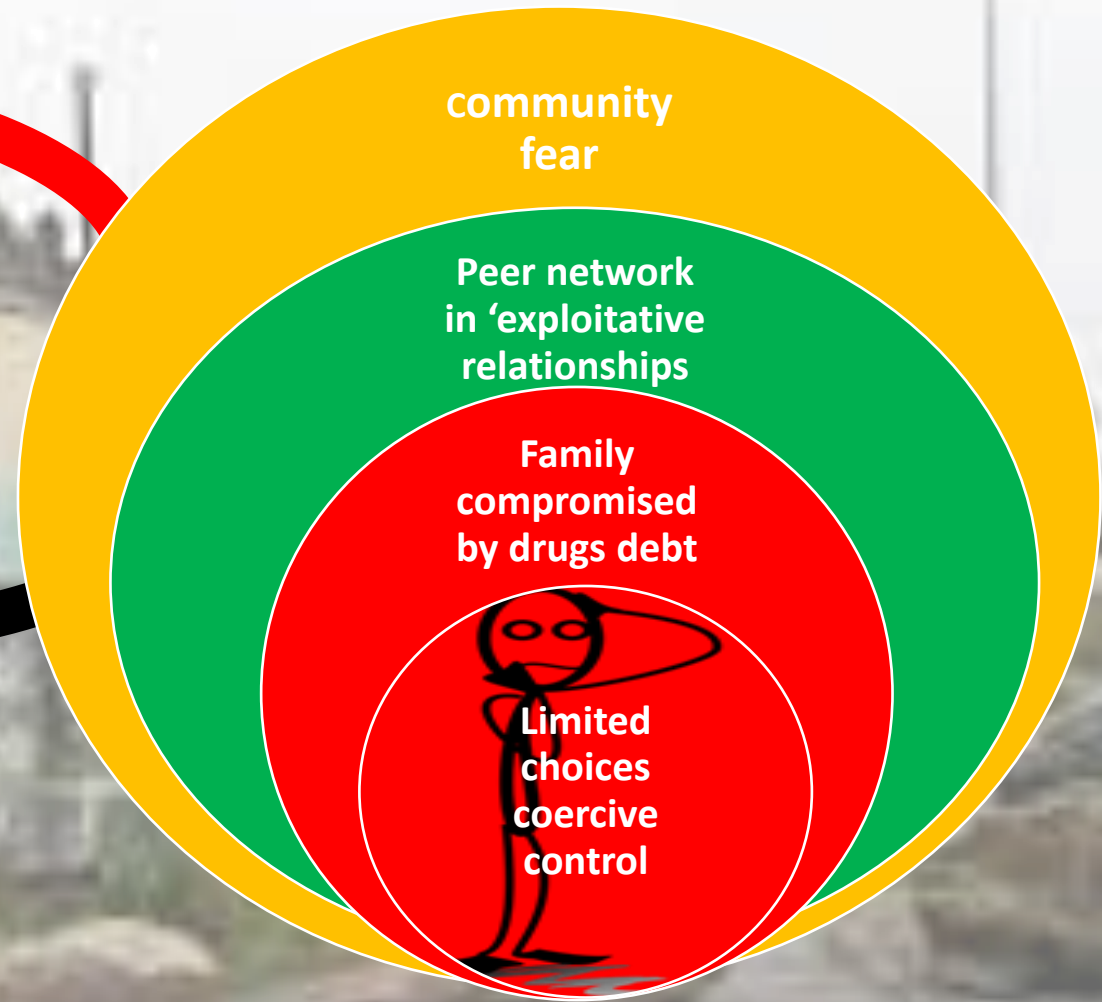 community
fear
Peer network
in ‘exploitative
relationships
Family
compromised
by drugs debt
Limited
choices
coercive
control